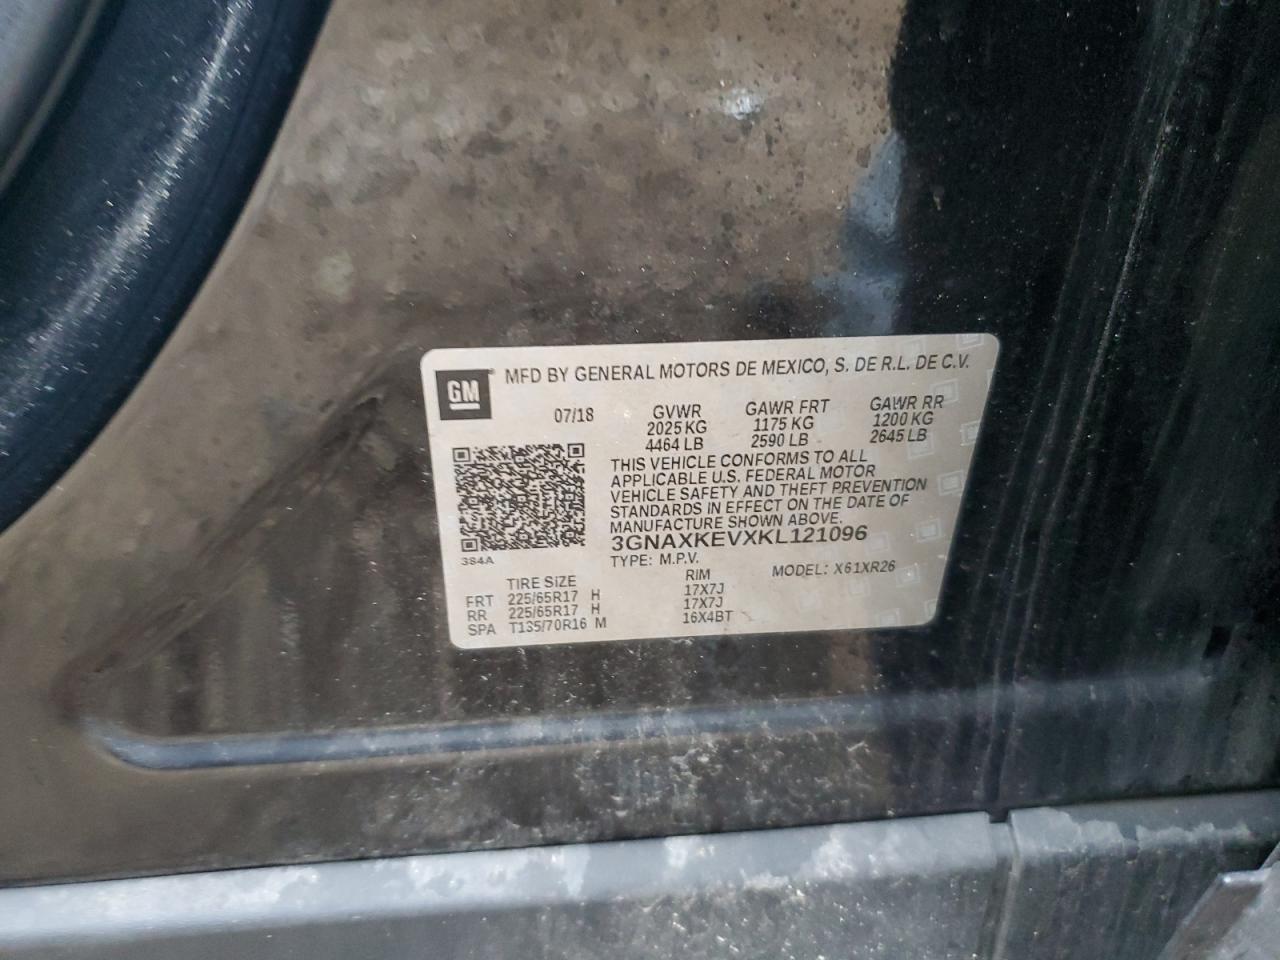 GM
MFD BY GENERAL MOTORS DE MEXICO, S. DE R.L. DE C.V.
07/18 GVWR GAWR FRT GAWR RR
2025 KG 1175 KG 1200 KG
4464 LB 2590 LB 2645 LB
THIS VEHICLE CONFORMS TO ALL
APPLICABLE U.S. FEDERAL MOTOR
VEHICLE SAFETY AND THEFT PREVENTION
STANDARDS IN EFFECT ON THE DATE OF
MANUFACTURE SHOWN ABOVE.
3GNAXKEVXKL121096
384A
TYPE: M.P.V. MODEL: X61XR26
TIRE SIZE RIM
FRT 225/65R17 H 17X7J
RR 225/65R17 H 17X7J
SPA T135/70R16 M 16X4BT